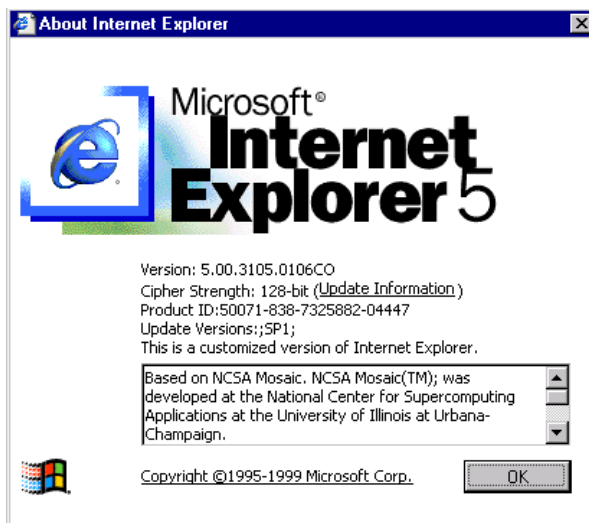 About Internet Explorer
Microsoft®
Internet
Explorer 5
Version: 5.00.3105.0106CO
Cipher Strength: 128-bit (Update Information )
Product ID:50071-838-7325882-04447
Update Versions:;SP1;
This is a customized version of Internet Explorer.
Based on NCSA Mosaic. NCSA Mosaic(TM); was
developed at the National Center for Supercomputing
Applications at the University of Illinois at Urbana-
Champaign.
Copyright ©1995-1999 Microsoft Corp.
OK